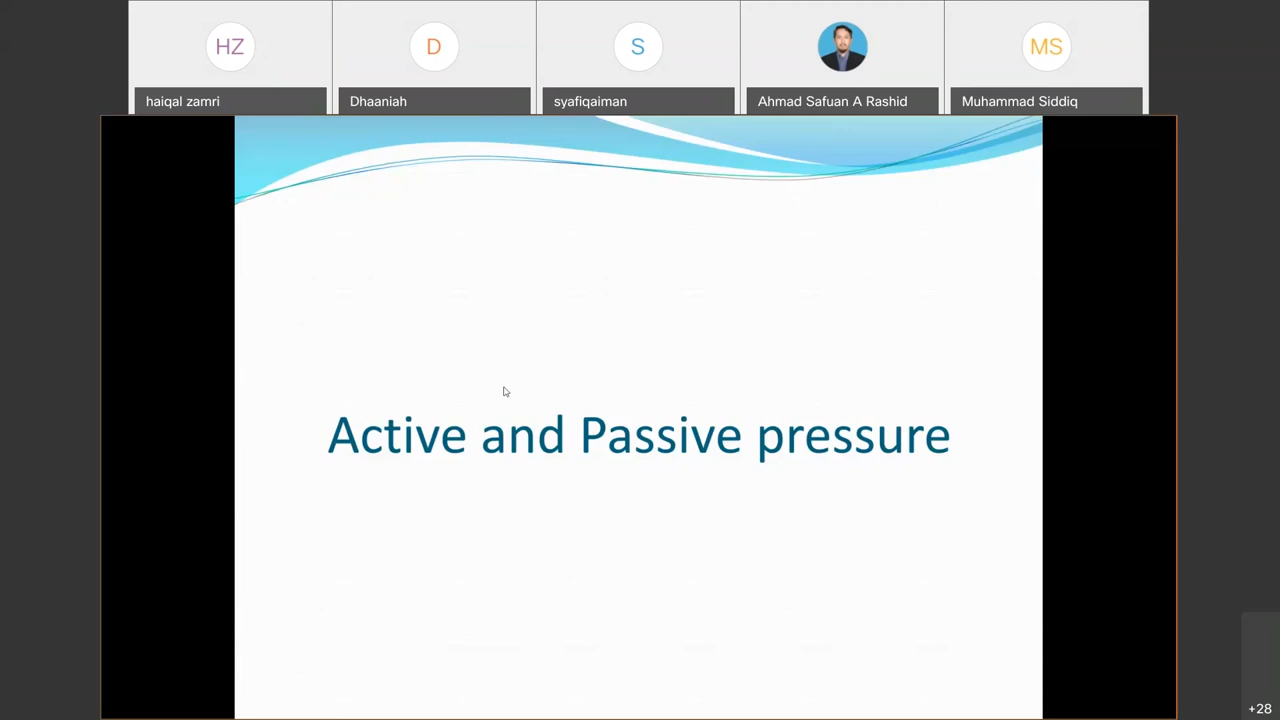 HZ
D
S
MS
haiqal zamri
Dhaaniah
syafiqaiman
Ahmad Safuan A Rashid
Muhammad Siddiq
Active and Passive pressure
+28